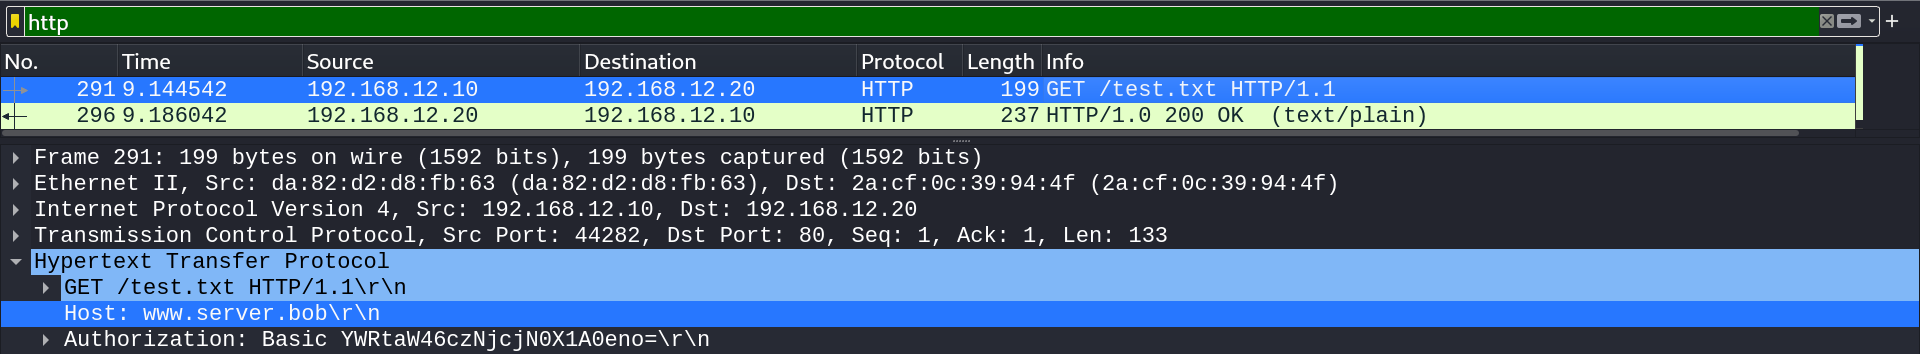 http
No. Time Source Destination Protocol Length Info
291 9.144542 192.168.12.10 192.168.12.20 HTTP 199 GET /test.txt HTTP/1.1
296 9.186042 192.168.12.20 192.168.12.10 HTTP 237 HTTP/1.0 200 OK (text/plain)
Frame 291: 199 bytes on wire (1592 bits), 199 bytes captured (1592 bits)
Ethernet II, Src: da:82:d2:d8:fb:63 (da:82:d2:d8:fb:63), Dst: 2a:cf:0c:39:94:4f (2a:cf:0c:39:94:4f)
Internet Protocol Version 4, Src: 192.168.12.10, Dst: 192.168.12.20
Transmission Control Protocol, Src Port: 44282, Dst Port: 80, Seq: 1, Ack: 1, Len: 133
Hypertext Transfer Protocol
GET /test.txt HTTP/1.1\r\n
Host: www.server.bob\r\n
Authorization: Basic YWRtaW46czNjcjN0X1A0eno=\r\n